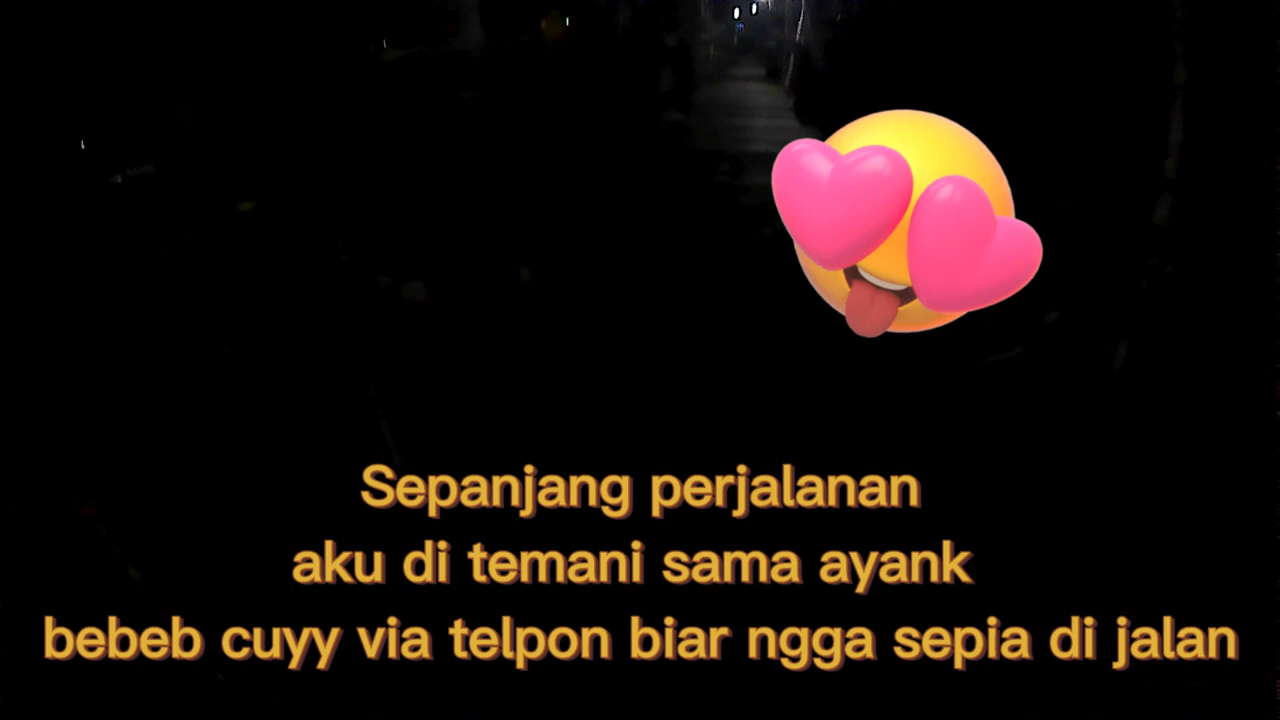 Sepanjang perjalanan
aku di temani sama ayank
bebeb cuyy via telpon biar ngga sepia di jalan